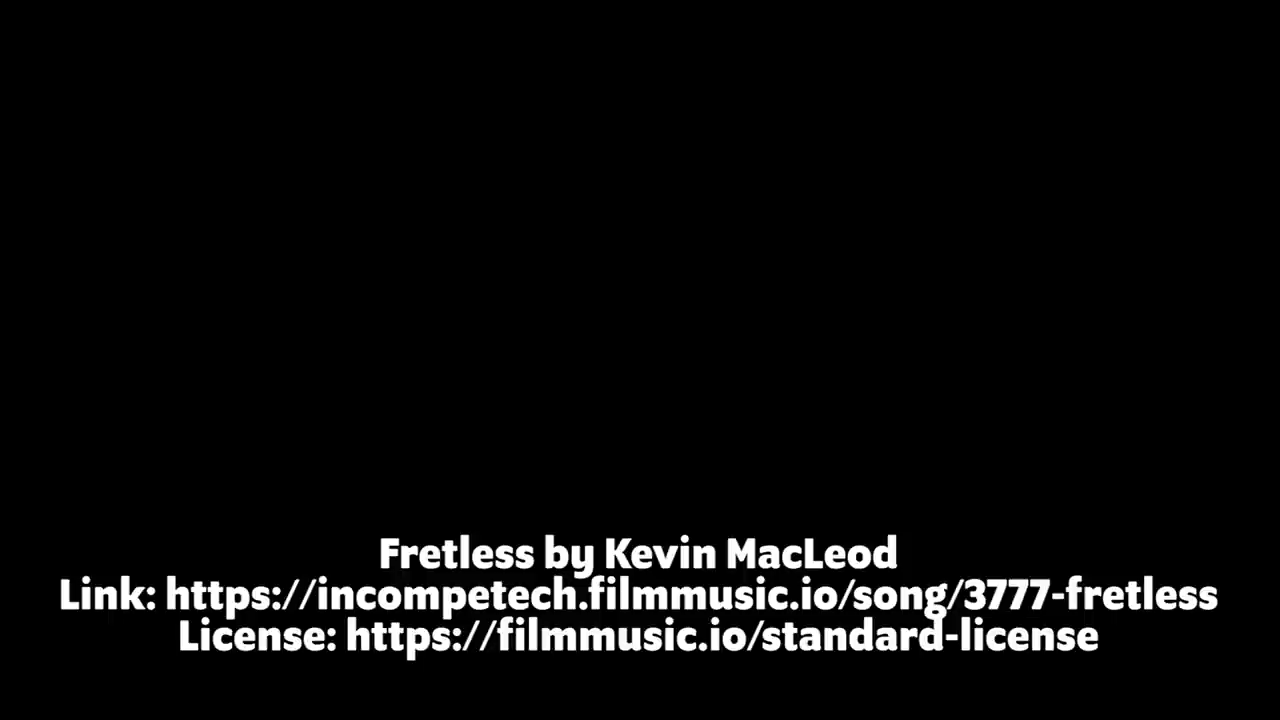 Fretless by Kevin MacLeod
Link: https://incompetech.filmmusic.io/song/3777-fretless
License: https://filmmusic.io/standard-license